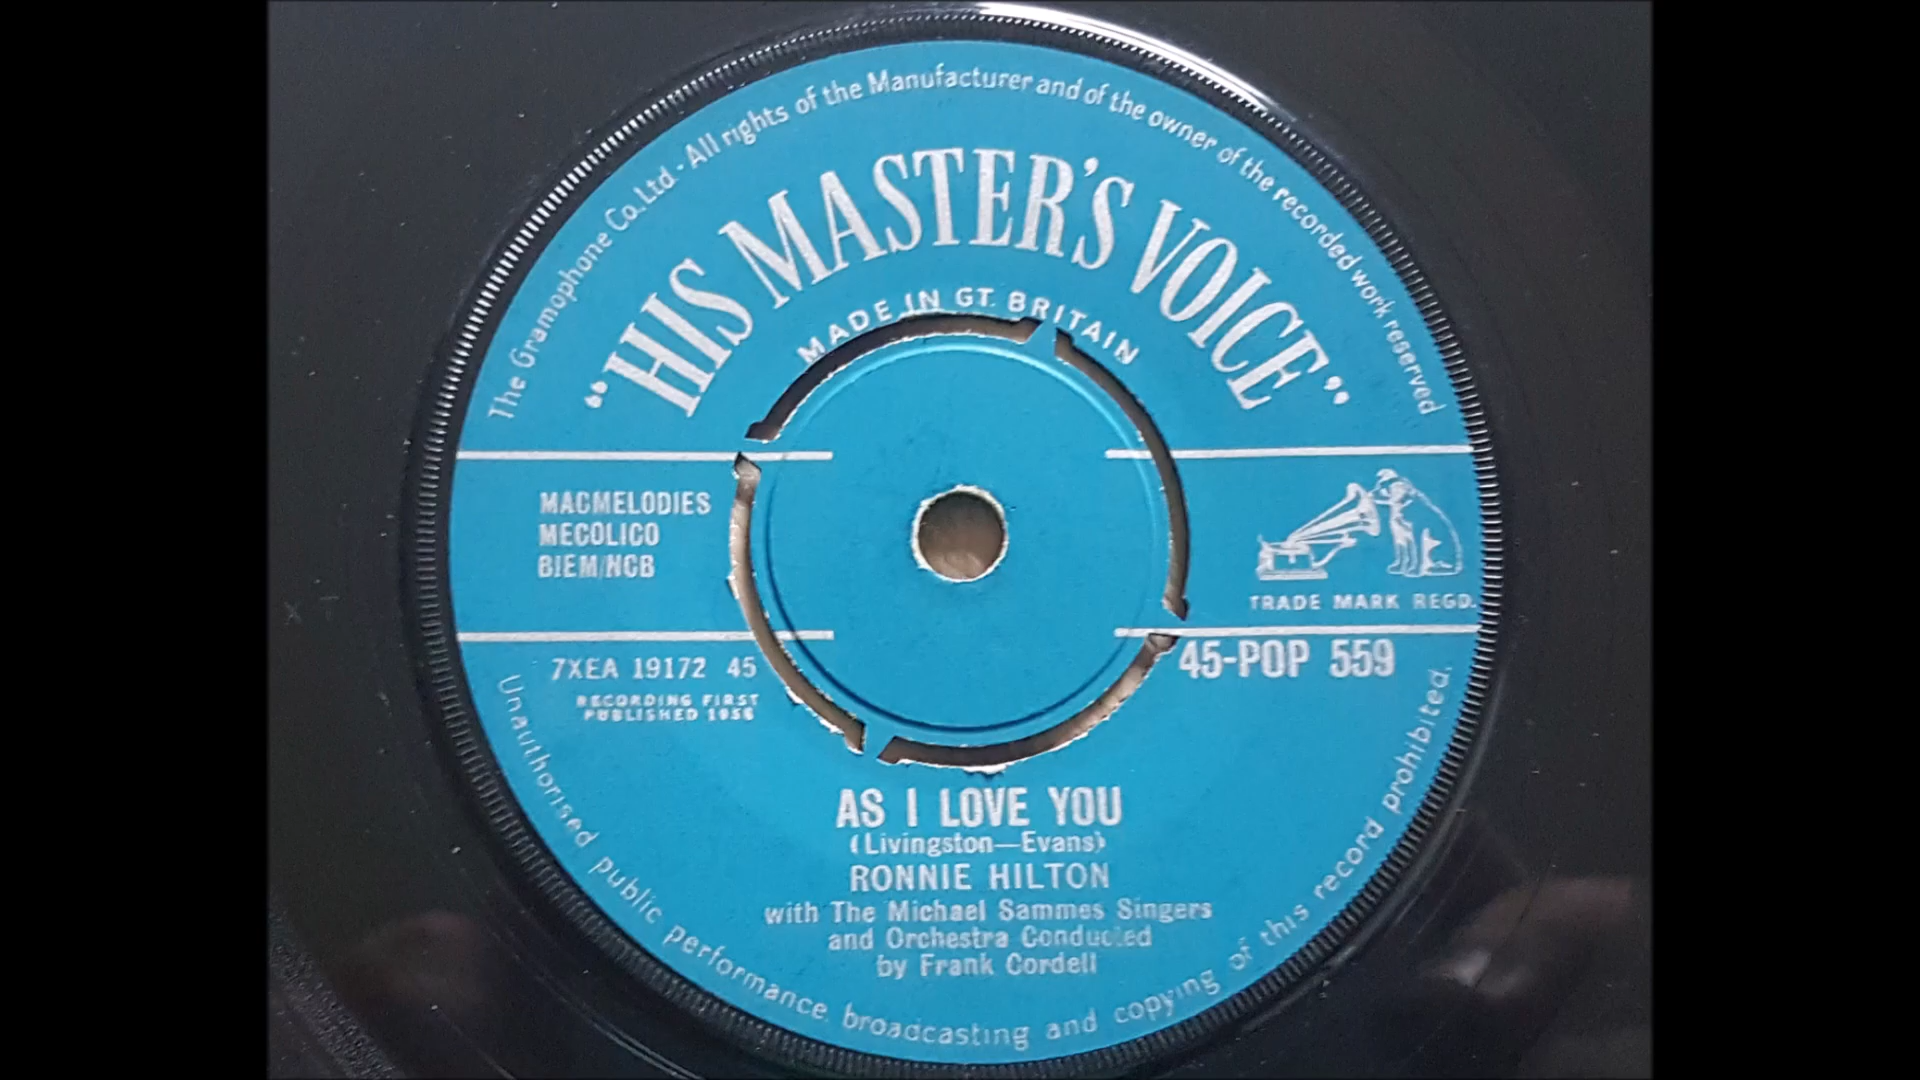 The Gramophone Co. Ltd. · All rights of the Manufacturer and of the owner of the recorded work reserved
"HIS MASTER'S VOICE"
MADE IN GT. BRITAIN
MACMELODIES
MECOLICO
BIEM/NCB
TRADE MARK REGD.
7XEA 19172 45
45-POP 559
RECORDING FIRST
PUBLISHED
AS I LOVE YOU
(Livingston—Evans)
RONNIE HILTON
with The Michael Sammes Singers
and Orchestra Conducted
by Frank Cordell
Unauthorised public performance, broadcasting and copying of this record prohibited.